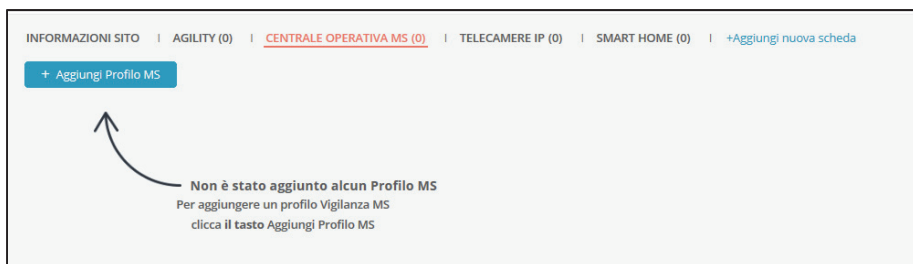 INFORMAZIONI SITO | AGILITY (0) | CENTRALE OPERATIVA MS (0) | TELECAMERE IP (0) | SMART HOME (0) | +Aggiungi nuova scheda
+ Aggiungi Profilo MS
Non è stato aggiunto alcun Profilo MS
Per aggiungere un profilo Vigilanza MS
clicca il tasto Aggiungi Profilo MS